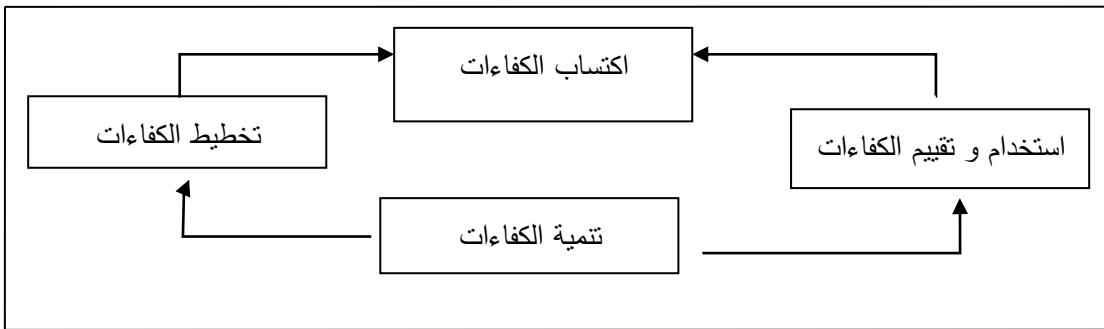 اكتساب الكفاءات
تخطيط الكفاءات
استخدام و تقييم الكفاءات
تنمية الكفاءات